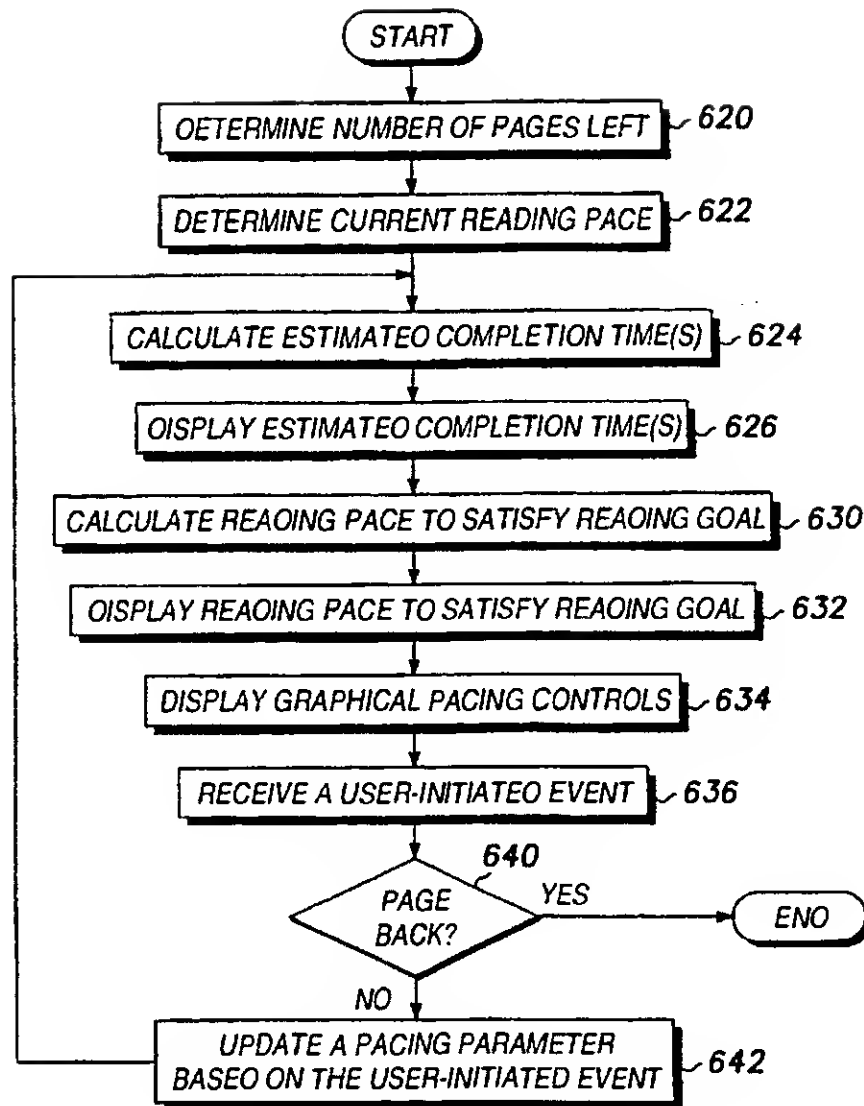 START
OETERMINE NUMBER OF PAGES LEFT 620
DETERMINE CURRENT READING PACE 622
CALCULATE ESTIMATEO COMPLETION TIME(S) 624
OISPLAY ESTIMATEO COMPLETION TIME(S) 626
CALCULATE REAOING PACE TO SATISFY REAOING GOAL 630
OISPLAY REAOING PACE TO SATISFY REAOING GOAL 632
DISPLAY GRAPHICAL PACING CONTROLS 634
RECEIVE A USER-INITIATEO EVENT 636
640
PAGE BACK?
YES
ENO
NO
UPDATE A PACING PARAMETER
BASEO ON THE USER-INITIATED EVENT 642